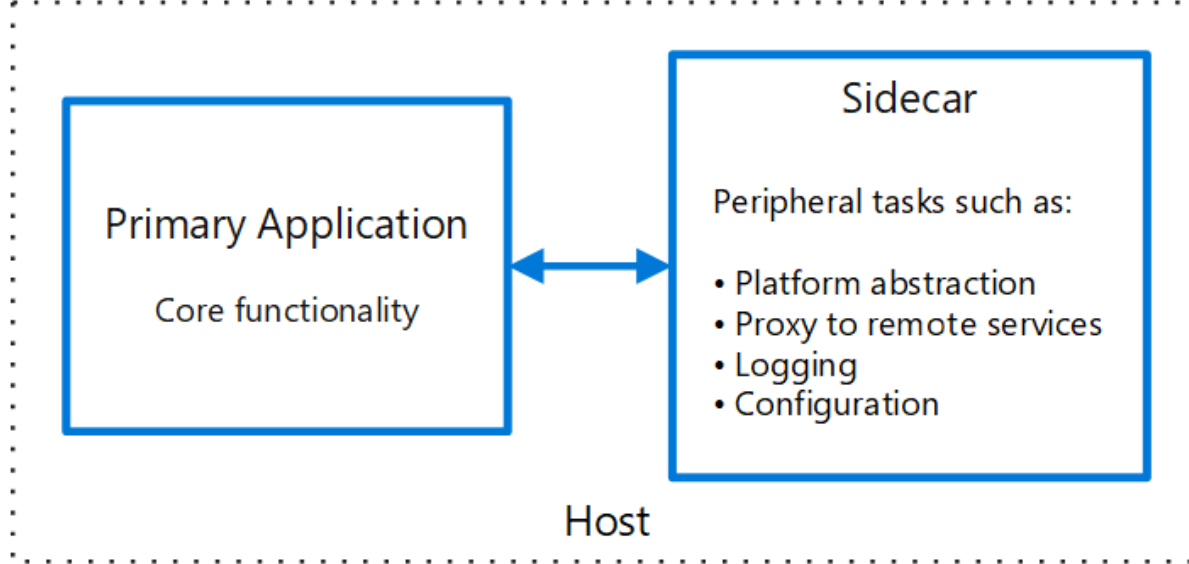 Primary Application
Core functionality
Sidecar
Peripheral tasks such as:
• Platform abstraction
• Proxy to remote services
• Logging
• Configuration
Host